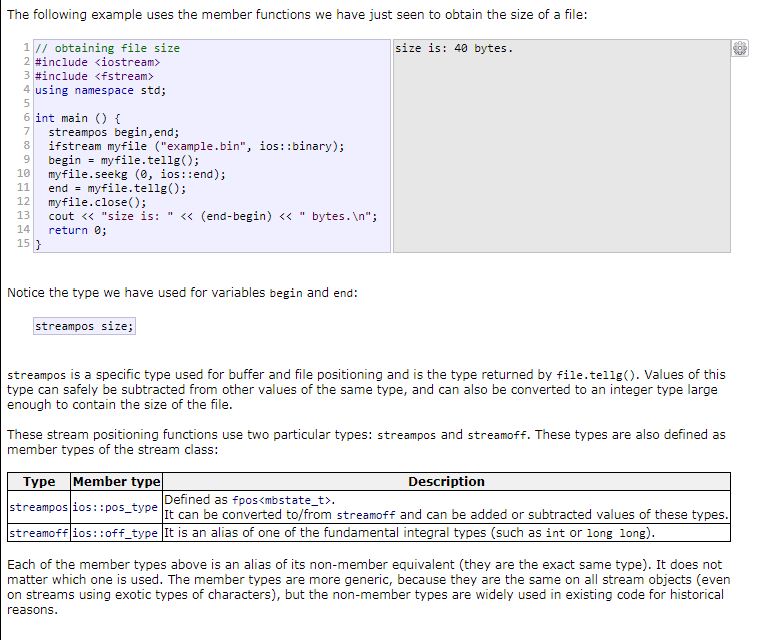 The following example uses the member functions we have just seen to obtain the size of a file:
1 // obtaining file size
2 #include <iostream>
3 #include <fstream>
4 using namespace std;
5
6 int main () {
7   streampos begin,end;
8   ifstream myfile ("example.bin", ios::binary);
9   begin = myfile.tellg();
10   myfile.seekg (0, ios::end);
11   end = myfile.tellg();
12   myfile.close();
13   cout << "size is: " << (end-begin) << " bytes.\n";
14   return 0;
15 }
size is: 40 bytes.
Notice the type we have used for variables begin and end:
streampos size;
streampos is a specific type used for buffer and file positioning and is the type returned by file.tellg(). Values of this
type can safely be subtracted from other values of the same type, and can also be converted to an integer type large
enough to contain the size of the file.
These stream positioning functions use two particular types: streampos and streamoff. These types are also defined as
member types of the stream class:
Type Member type Description
streampos ios::pos_type Defined as fpos<mbstate_t>.
It can be converted to/from streamoff and can be added or subtracted values of these types.
streamoff ios::off_type It is an alias of one of the fundamental integral types (such as int or long long).
Each of the member types above is an alias of its non-member equivalent (they are the exact same type). It does not
matter which one is used. The member types are more generic, because they are the same on all stream objects (even
on streams using exotic types of characters), but the non-member types are widely used in existing code for historical
reasons.